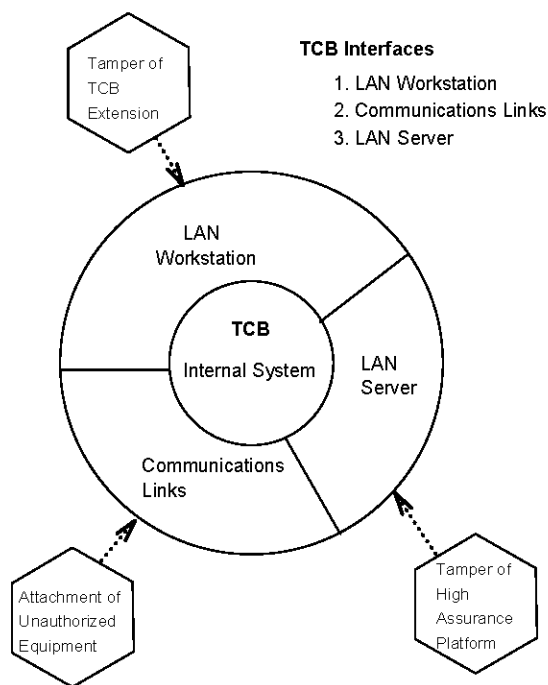 Tamper of
TCB
Extension
TCB Interfaces
1. LAN Workstation
2. Communications Links
3. LAN Server
LAN
Workstation
TCB
Internal System
LAN
Server
Communications
Links
Attachment of
Unauthorized
Equipment
Tamper of
High
Assurance
Platform